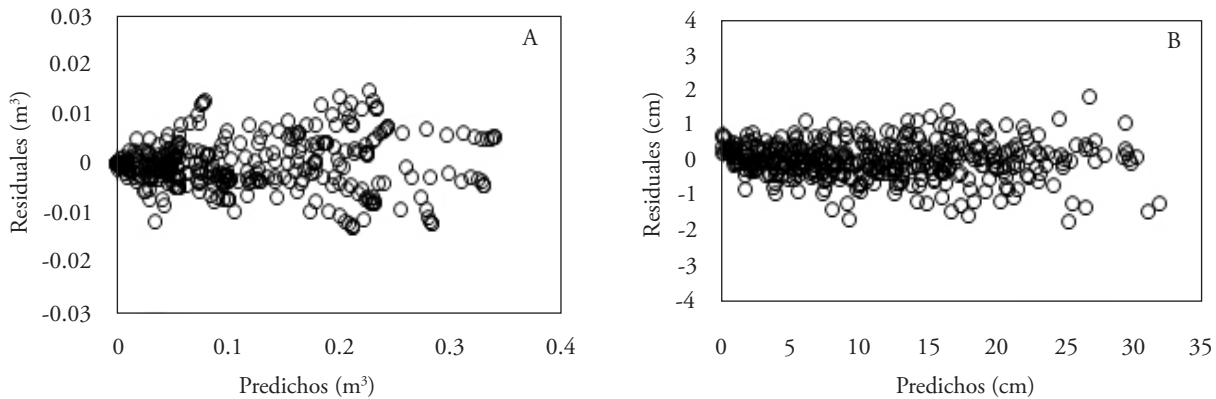 A
Residuales (m³)
0.03
0.02
0.01
0
-0.01
-0.02
-0.03
0 0.1 0.2 0.3 0.4
Predichos (m³)
B
Residuales (cm)
4
3
2
1
0
-1
-2
-3
-4
0 5 10 15 20 25 30 35
Predichos (cm)